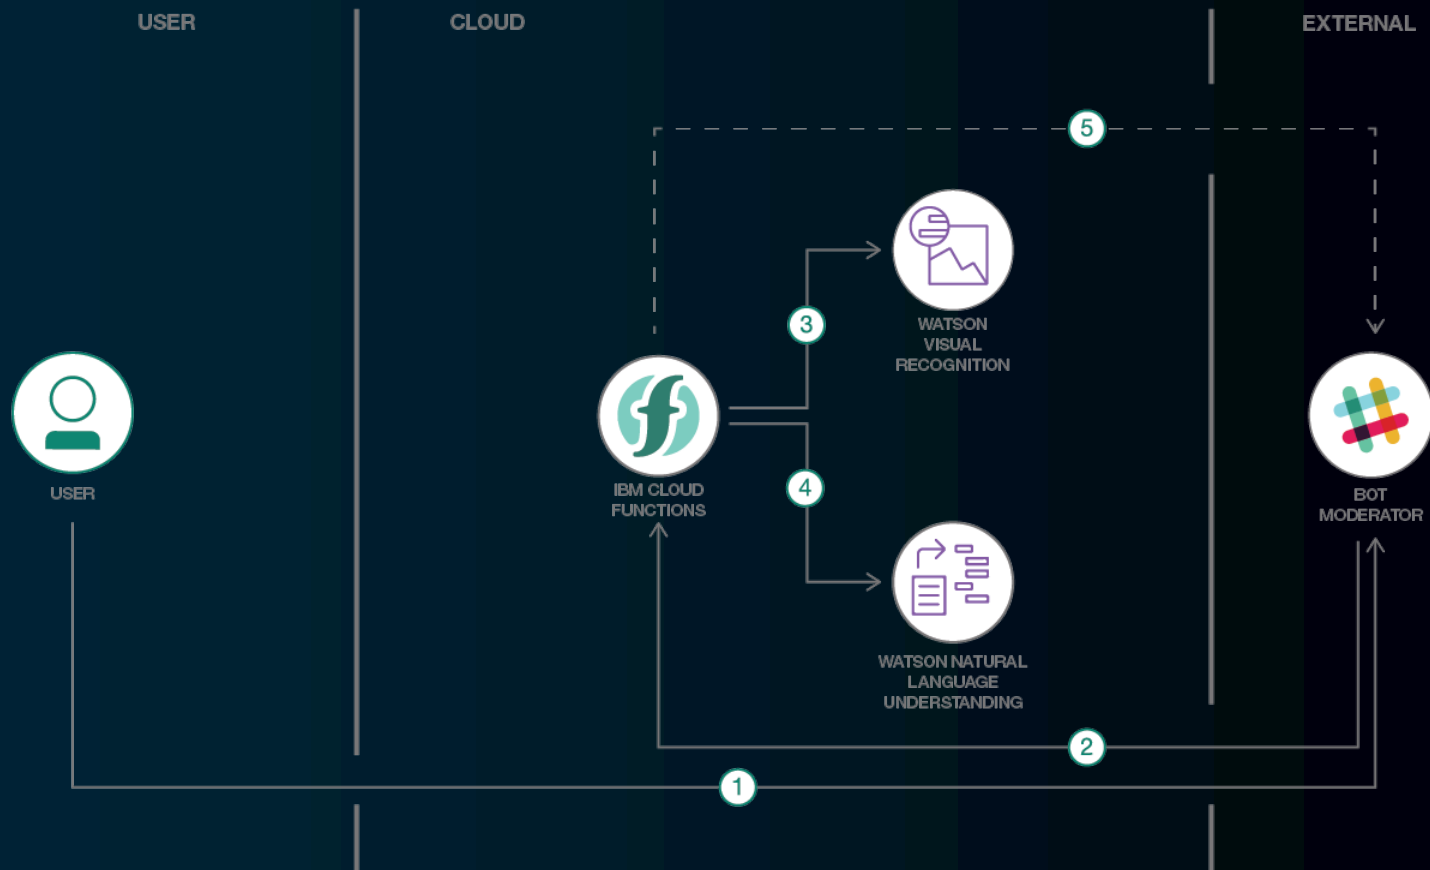 USER
CLOUD
EXTERNAL
5
3
WATSON
VISUAL
RECOGNITION
USER
IBM CLOUD
FUNCTIONS
4
BOT
MODERATOR
WATSON NATURAL
LANGUAGE
UNDERSTANDING
2
1